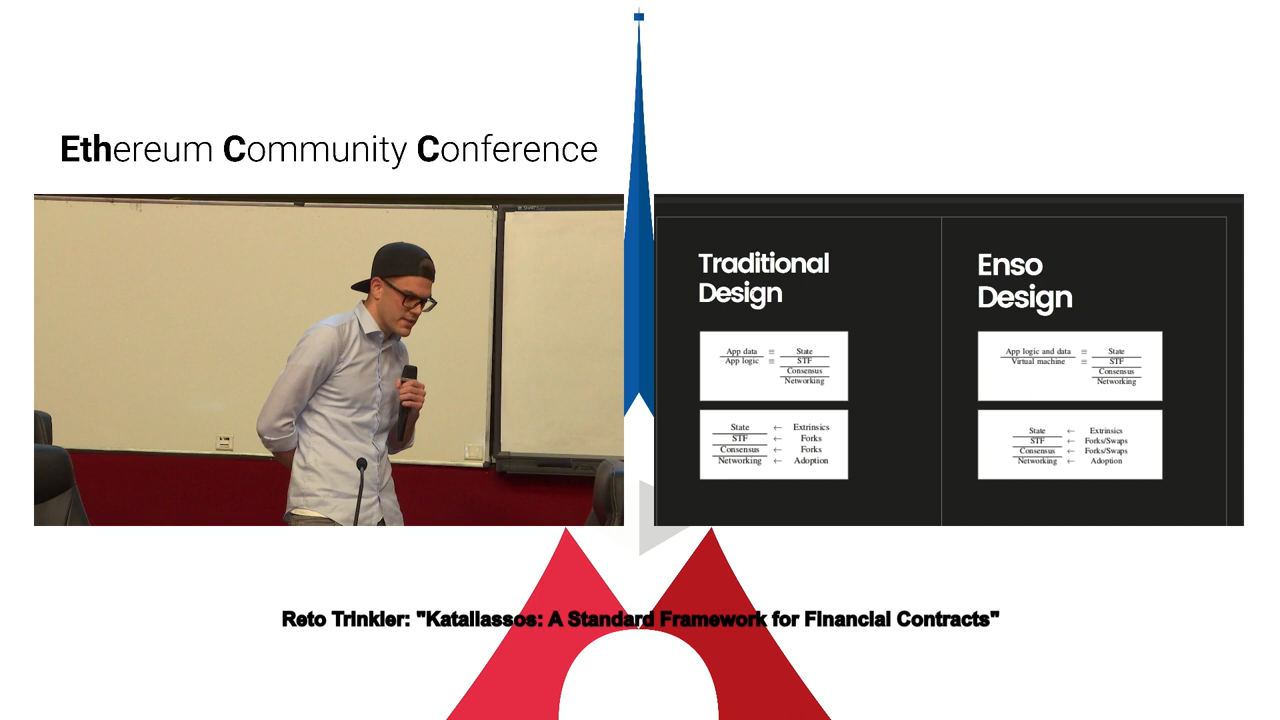 Ethereum Community Conference
Traditional
Design
App data ≡ State
App logic ≡ STF
Consensus
Networking
State ← Extrinsics
STF ← Forks
Consensus ← Forks
Networking ← Adoption
Enso
Design
App logic and data ≡ State
Virtual machine ≡ STF
Consensus
Networking
State ← Extrinsics
STF ← Forks/Swaps
Consensus ← Forks/Swaps
Networking ← Adoption
Reto Trinkler: "Katallassos: A Standard Framework for Financial Contracts"